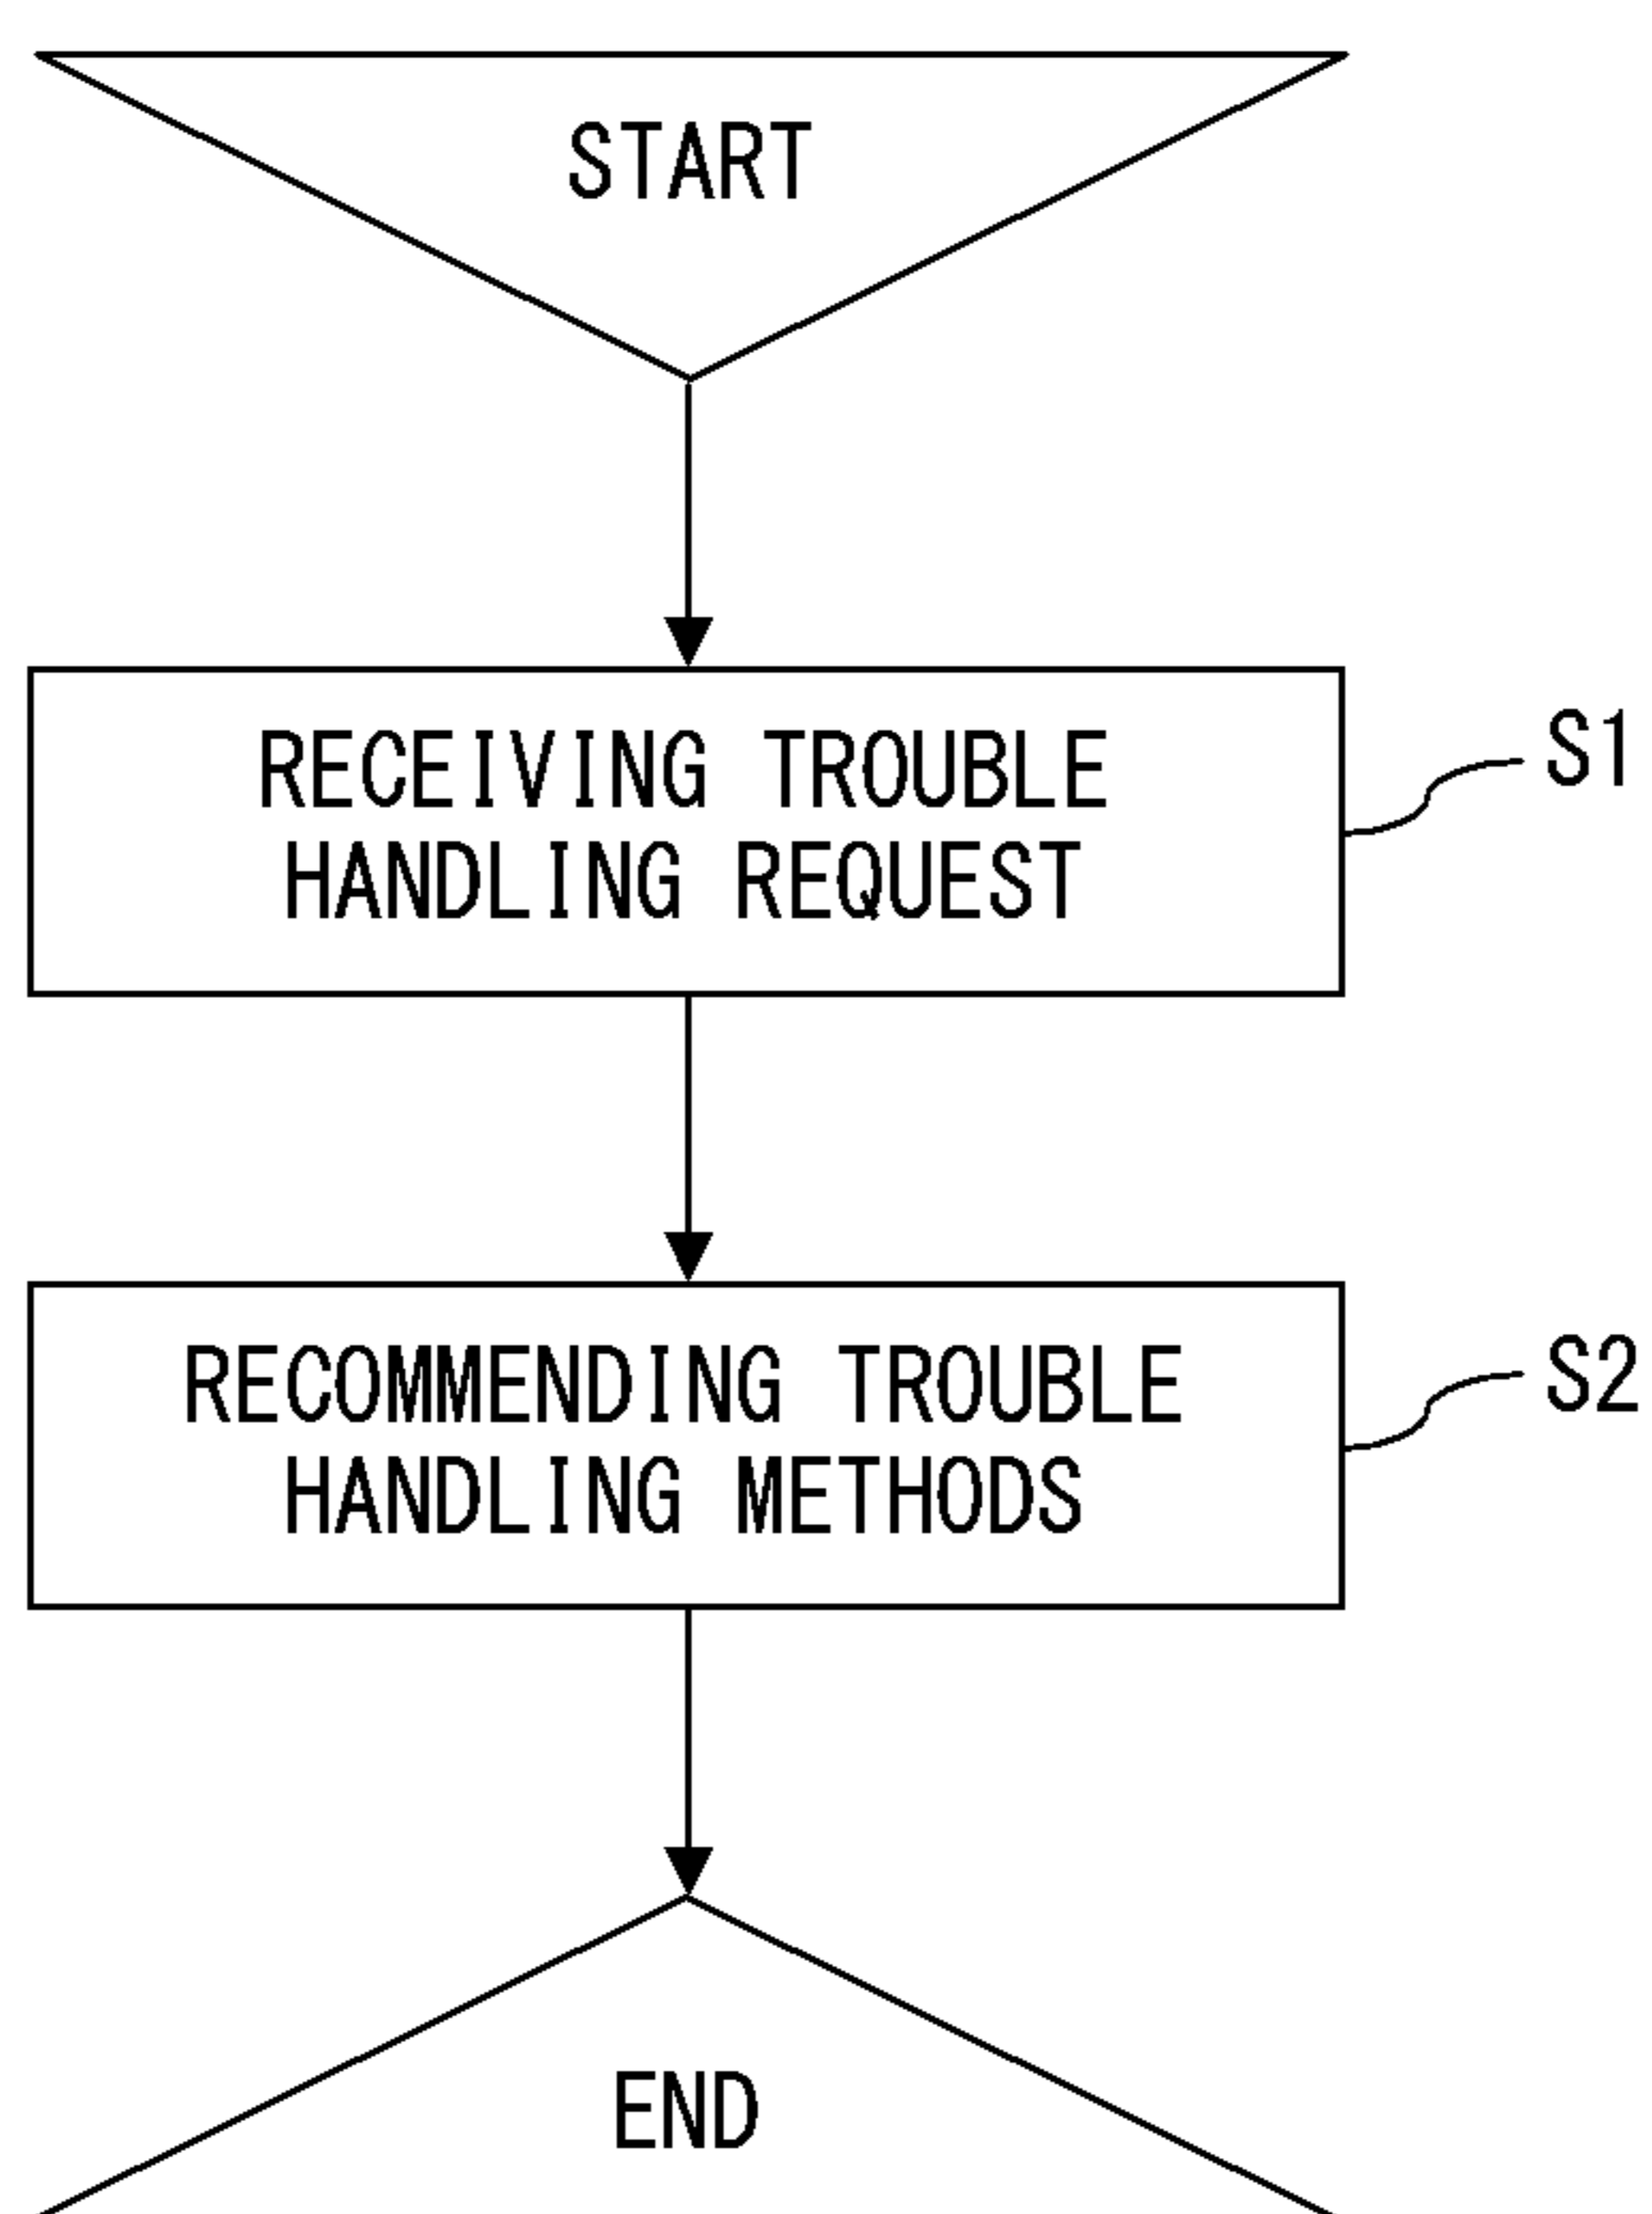 START
RECEIVING TROUBLE
HANDLING REQUEST
S1
RECOMMENDING TROUBLE
HANDLING METHODS
S2
END